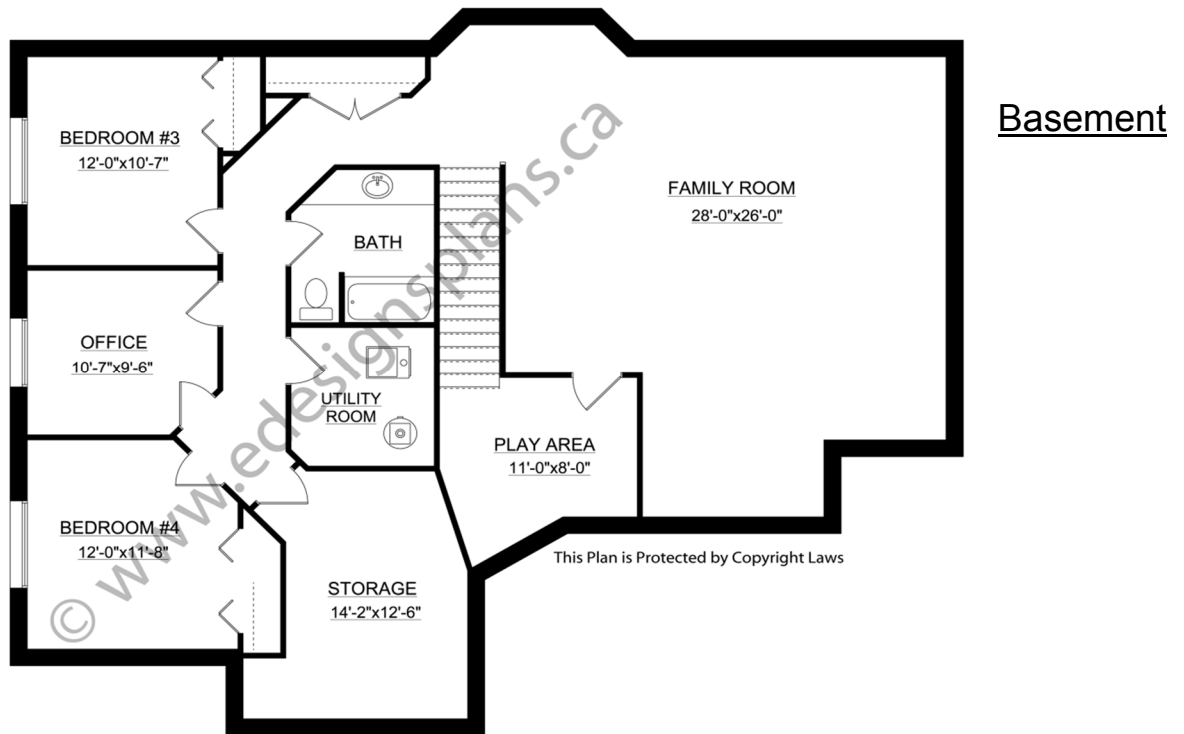 Basement
BEDROOM #3
12'-0"x10'-7"
FAMILY ROOM
28'-0"x26'-0"
BATH
OFFICE
10'-7"x9'-6"
UTILITY
ROOM
PLAY AREA
11'-0"x8'-0"
BEDROOM #4
12'-0"x11'-8"
This Plan is Protected by Copyright Laws
STORAGE
14'-2"x12'-6"
© www.edesignsplans.ca